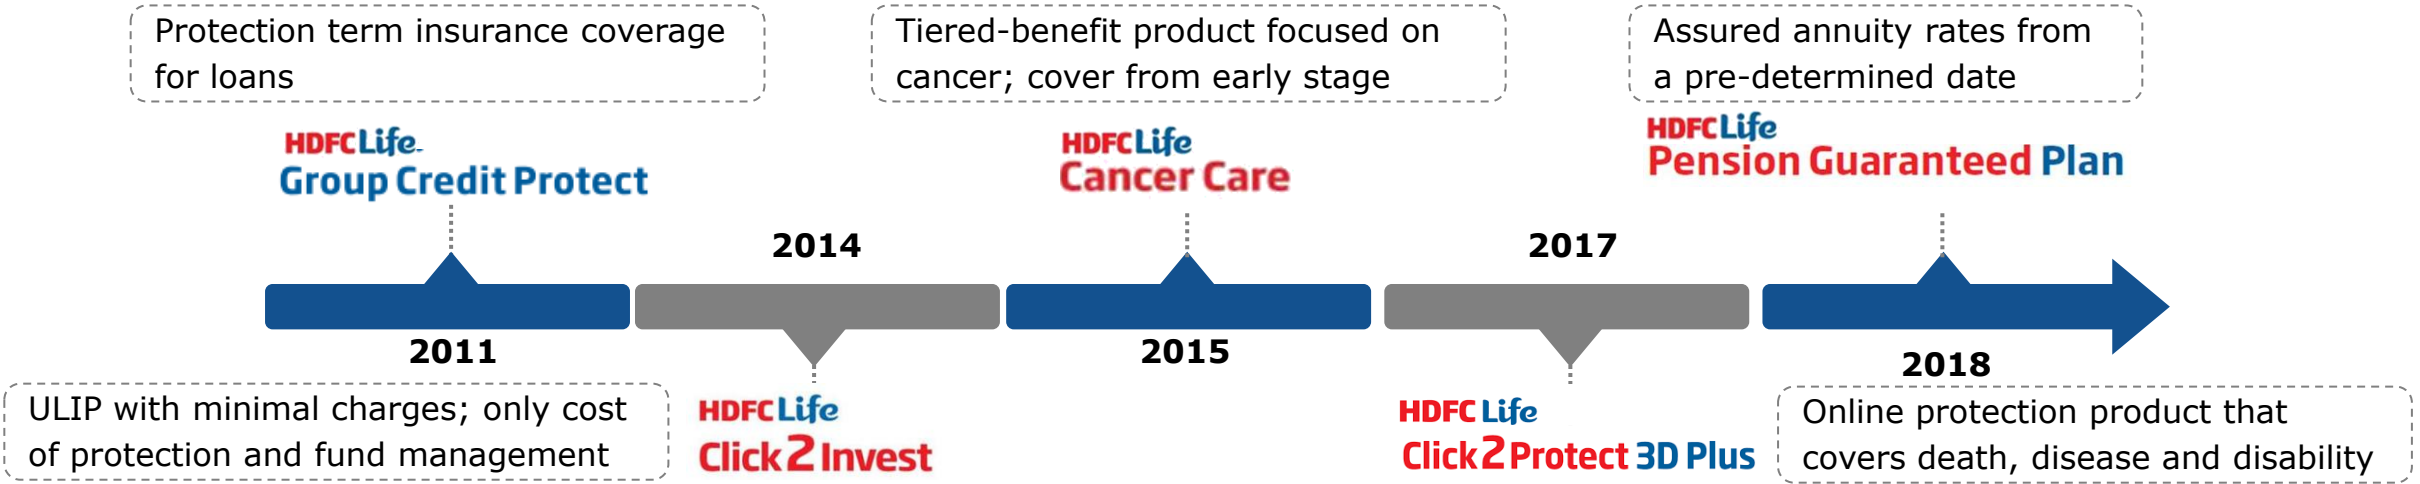 Protection term insurance coverage
for loans
HDFC Life
Group Credit Protect
Tiered-benefit product focused on
cancer; cover from early stage
HDFC Life
Cancer Care
Assured annuity rates from
a pre-determined date
HDFC Life
Pension Guaranteed Plan
2014
2017
2011
2015
2018
ULIP with minimal charges; only cost
of protection and fund management
HDFC Life
Click 2 Invest
HDFC Life
Click 2 Protect 3D Plus
Online protection product that
covers death, disease and disability